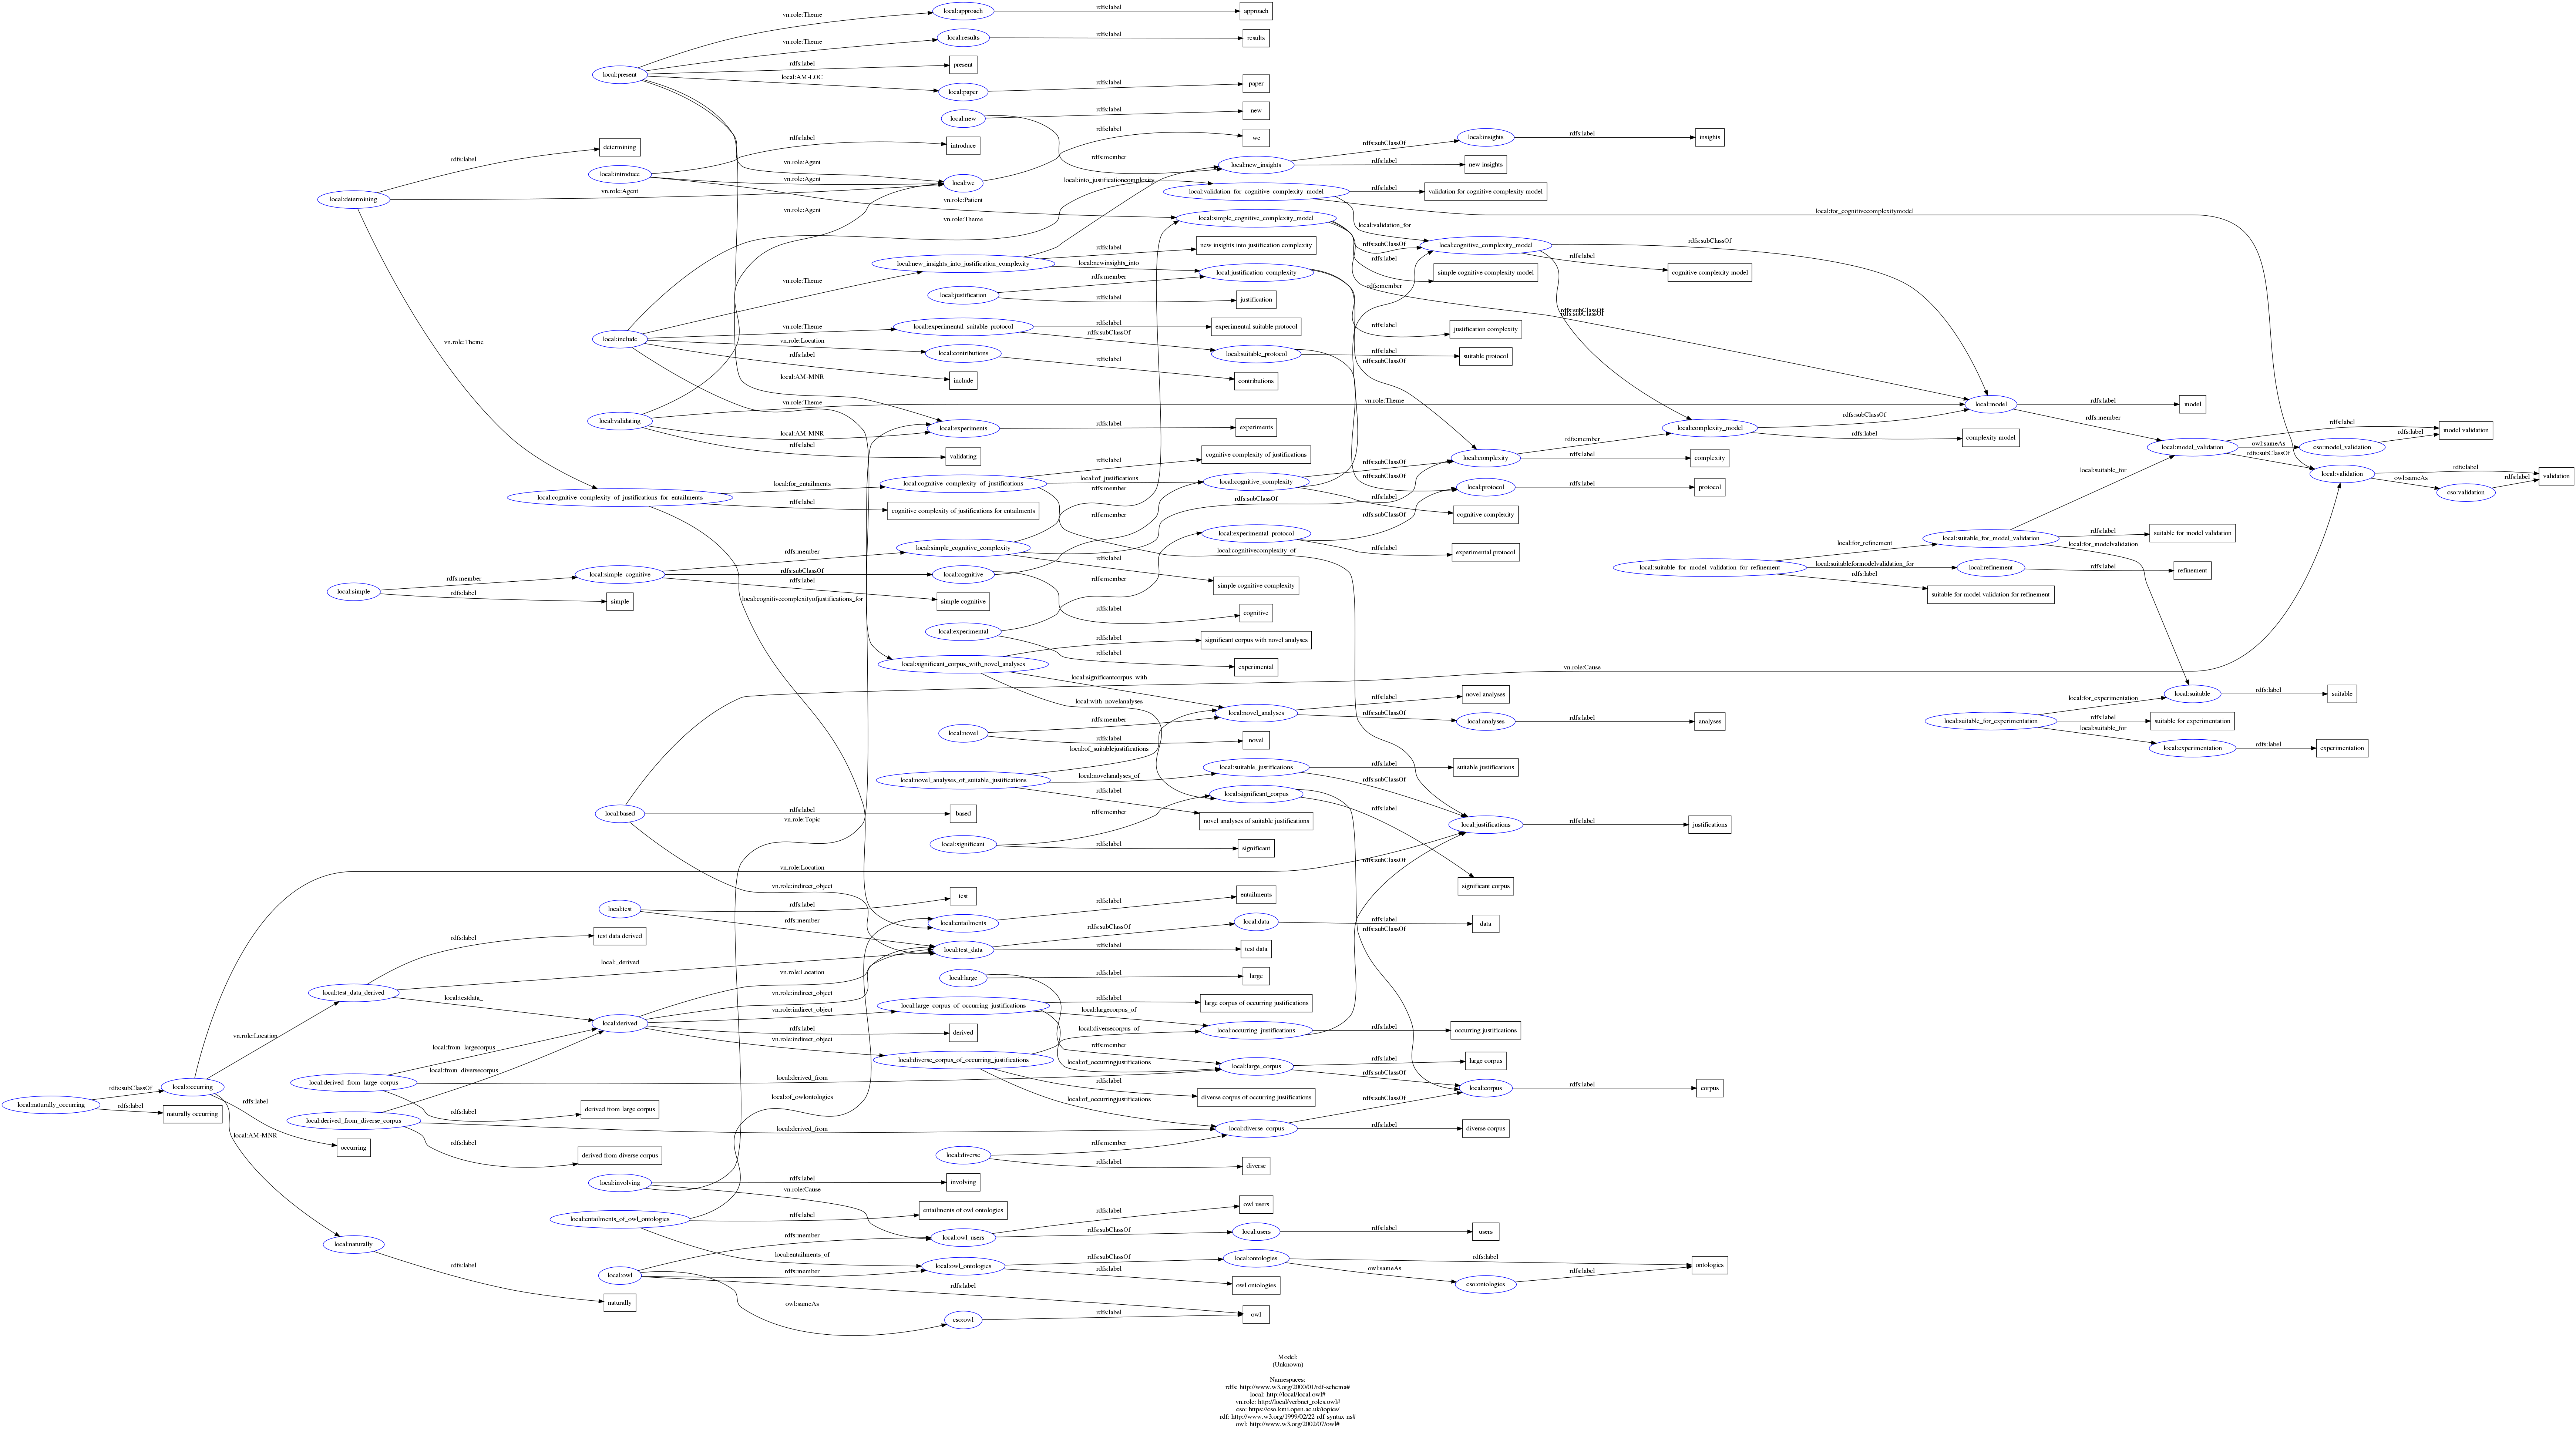 vn.role:Theme
local:approach
rdfs:label
approach
vn.role:Theme
local:results
rdfs:label
results
local:present
rdfs:label
present
local:AM-LOC
local:paper
rdfs:label
paper
local:new
rdfs:label
new
rdfs:label
we
rdfs:label
determining
rdfs:label
introduce
rdfs:member
rdfs:subClassOf
local:insights
rdfs:label
insights
local:new_insights
rdfs:label
new insights
local:introduce
vn.role:Agent
vn.role:Agent
local:we
local:into_justificationcomplexity
local:determining
vn.role:Agent
vn.role:Patient
local:validation_for_cognitive_complexity_model
rdfs:label
validation for cognitive complexity model
vn.role:Agent
vn.role:Theme
local:simple_cognitive_complexity_model
local:validation_for
local:for_cognitivecomplexitymodel
rdfs:label
new insights into justification complexity
rdfs:subClassOf
local:cognitive_complexity_model
rdfs:subClassOf
local:new_insights_into_justification_complexity
local:newinsights_into
local:justification_complexity
rdfs:label
simple cognitive complexity model
rdfs:label
cognitive complexity model
vn.role:Theme
rdfs:member
local:justification
rdfs:label
justification
rdfs:member
rdfs:subClassOf
rdfs:subClassOf
vn.role:Theme
local:experimental_suitable_protocol
rdfs:label
experimental suitable protocol
rdfs:label
justification complexity
local:include
vn.role:Theme
vn.role:Location
local:contributions
rdfs:subClassOf
local:suitable_protocol
rdfs:label
suitable protocol
rdfs:label
include
rdfs:label
contributions
rdfs:subClassOf
local:AM-MNR
vn.role:Theme
vn.role:Theme
local:model
rdfs:label
model
local:validating
local:AM-MNR
local:experiments
rdfs:label
experiments
local:complexity_model
rdfs:subClassOf
rdfs:member
rdfs:label
complexity model
rdfs:label
validating
local:model_validation
rdfs:label
owl:sameAs
cso:model_validation
rdfs:label
model validation
rdfs:label
cognitive complexity of justifications
rdfs:subClassOf
local:complexity
rdfs:member
rdfs:label
complexity
rdfs:subClassOf
local:validation
rdfs:label
validation
owl:sameAs
cso:validation
rdfs:label
local:cognitive_complexity_of_justifications_for_entailments
local:for_entailments
local:cognitive_complexity_of_justifications
local:of_justifications
local:cognitive_complexity
rdfs:subClassOf
local:protocol
rdfs:label
protocol
local:suitable_for
rdfs:label
cognitive complexity of justifications for entailments
rdfs:member
rdfs:subClassOf
rdfs:label
cognitive complexity
rdfs:member
local:experimental_protocol
rdfs:subClassOf
rdfs:label
experimental protocol
local:simple_cognitive_complexity
local:cognitivecomplexity_of
rdfs:label
local:suitable_for_model_validation
rdfs:label
suitable for model validation
local:for_refinement
local:for_modelvalidation
local:suitable_for_model_validation_for_refinement
local:suitableformodelvalidation_for
local:refinement
rdfs:label
refinement
rdfs:label
suitable for model validation for refinement
local:simple
rdfs:member
local:simple_cognitive
rdfs:member
rdfs:subClassOf
local:cognitive
rdfs:member
simple cognitive complexity
rdfs:label
simple
rdfs:label
simple cognitive
rdfs:label
cognitive
local:cognitivecomplexityofjustifications_for
local:experimental
rdfs:label
experimental
rdfs:label
significant corpus with novel analyses
local:significant_corpus_with_novel_analyses
local:significantcorpus_with
vn.role:Cause
local:with_novelanalyses
rdfs:label
novel analyses
local:novel_analyses
rdfs:subClassOf
local:analyses
rdfs:label
analyses
local:for_experimentation
local:suitable
rdfs:label
suitable
local:suitable_for_experimentation
rdfs:label
suitable for experimentation
local:suitable_for
local:experimentation
rdfs:label
experimentation
local:novel
rdfs:member
rdfs:label
novel
local:of_suitablejustifications
local:novel_analyses_of_suitable_justifications
local:novelanalyses_of
local:suitable_justifications
rdfs:label
suitable justifications
rdfs:subClassOf
rdfs:label
novel analyses of suitable justifications
local:significant_corpus
rdfs:label
local:based
rdfs:label
based
vn.role:Topic
rdfs:member
local:justifications
rdfs:label
justifications
local:significant
rdfs:label
significant
vn.role:Location
rdfs:subClassOf
significant corpus
vn.role:indirect_object
local:test
rdfs:label
test
rdfs:member
local:entailments
rdfs:label
entailments
rdfs:label
test data derived
local:test_data
rdfs:subClassOf
local:data
rdfs:label
data
rdfs:subClassOf
rdfs:label
test data
local:_derived
vn.role:Location
local:large
rdfs:label
large
local:test_data_derived
local:testdata_
vn.role:indirect_object
local:large_corpus_of_occurring_justifications
rdfs:label
large corpus of occurring justifications
vn.role:indirect_object
local:largecorpus_of
local:derived
rdfs:label
derived
local:diversecorpus_of
local:occurring_justifications
rdfs:label
occurring justifications
vn.role:Location
local:from_largecorpus
vn.role:indirect_object
rdfs:member
local:diverse_corpus_of_occurring_justifications
local:of_occurringjustifications
local:large_corpus
rdfs:label
large corpus
local:from_diversecorpus
local:derived_from_large_corpus
local:derived_from
rdfs:label
rdfs:subClassOf
local:corpus
rdfs:label
corpus
rdfs:subClassOf
local:occurring
local:naturally_occurring
rdfs:label
naturally occurring
rdfs:label
rdfs:label
derived from large corpus
local:of_owlontologies
diverse corpus of occurring justifications
local:of_occurringjustifications
rdfs:subClassOf
local:derived_from_diverse_corpus
local:derived_from
local:diverse_corpus
rdfs:label
diverse corpus
local:AM-MNR
occurring
rdfs:label
derived from diverse corpus
rdfs:member
local:diverse
rdfs:label
diverse
local:involving
rdfs:label
involving
vn.role:Cause
local:entailments_of_owl_ontologies
rdfs:label
entailments of owl ontologies
rdfs:label
owl users
local:naturally
rdfs:member
local:owl_users
rdfs:subClassOf
local:users
rdfs:label
users
local:entailments_of
rdfs:label
local:owl
rdfs:member
local:owl_ontologies
rdfs:subClassOf
local:ontologies
rdfs:label
ontologies
rdfs:label
owl ontologies
owl:sameAs
cso:ontologies
rdfs:label
naturally
rdfs:label
owl:sameAs
cso:owl
rdfs:label
owl
Model:
(Unknown)
Namespaces:
rdfs: http://www.w3.org/2000/01/rdf-schema#
local: http://local/local.owl#
vn.role: http://local/verbnet_roles.owl#
cso: https://cso.kmi.open.ac.uk/topics/
rdf: http://www.w3.org/1999/02/22-rdf-syntax-ns#
owl: http://www.w3.org/2002/07/owl#